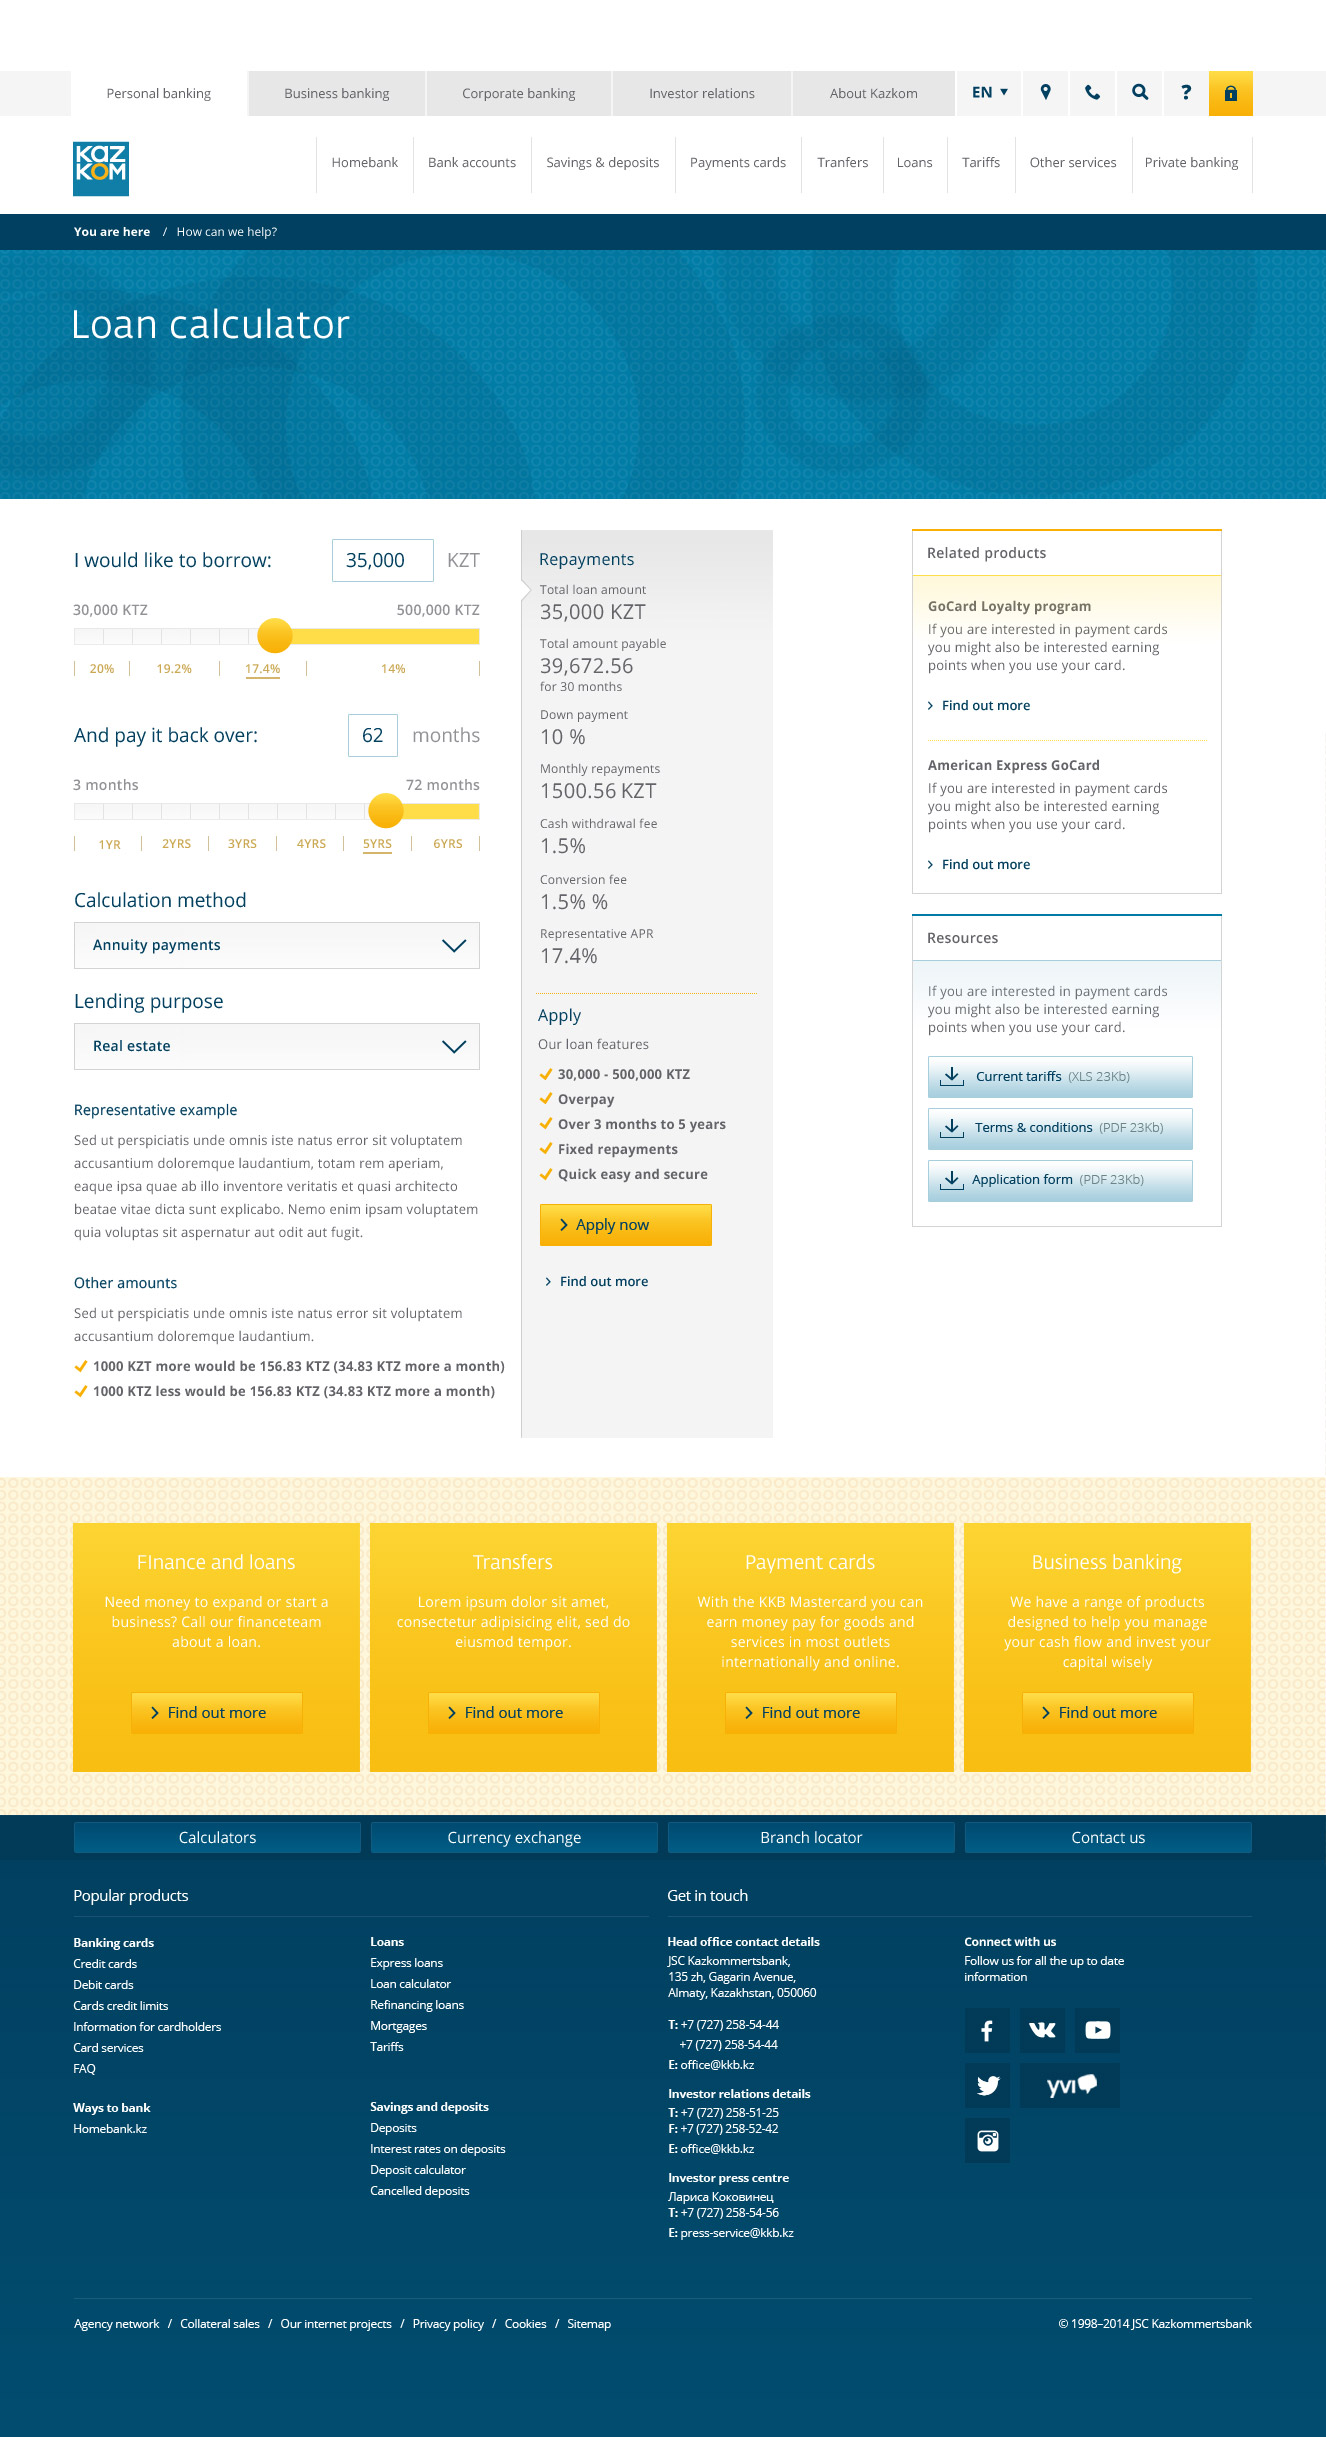 Personal banking
Business banking
Corporate banking
Investor relations
About Kazkom
EN
?
KAZ
KOM
Homebank
Bank accounts
Savings & deposits
Payments cards
Tranfers
Loans
Tariffs
Other services
Private banking
You are here / How can we help?
Loan calculator
I would like to borrow:
35,000
KZT
30,000 KTZ
500,000 KTZ
20%
19.2%
17.4%
14%
And pay it back over:
62
months
3 months
72 months
1YR
2YRS
3YRS
4YRS
5YRS
6YRS
Calculation method
Annuity payments
Lending purpose
Real estate
Representative example
Sed ut perspiciatis unde omnis iste natus error sit voluptatem
accusantium doloremque laudantium, totam rem aperiam,
eaque ipsa quae ab illo inventore veritatis et quasi architecto
beatae vitae dicta sunt explicabo. Nemo enim ipsam voluptatem
quia voluptas sit aspernatur aut odit aut fugit.
Other amounts
Sed ut perspiciatis unde omnis iste natus error sit voluptatem
accusantium doloremque laudantium.
1000 KZT more would be 156.83 KTZ (34.83 KTZ more a month)
1000 KTZ less would be 156.83 KTZ (34.83 KTZ more a month)
Repayments
Total loan amount
35,000 KZT
Total amount payable
39,672.56
for 30 months
Down payment
10 %
Monthly repayments
1500.56 KZT
Cash withdrawal fee
1.5%
Conversion fee
1.5% %
Representative APR
17.4%
Apply
Our loan features
30,000 - 500,000 KTZ
Overpay
Over 3 months to 5 years
Fixed repayments
Quick easy and secure
Apply now
Find out more
Related products
GoCard Loyalty program
If you are interested in payment cards
you might also be interested earning
points when you use your card.
Find out more
American Express GoCard
If you are interested in payment cards
you might also be interested earning
points when you use your card.
Find out more
Resources
If you are interested in payment cards
you might also be interested earning
points when you use your card.
Current tariffs (XLS 23Kb)
Terms & conditions (PDF 23Kb)
Application form (PDF 23Kb)
FInance and loans
Need money to expand or start a
business? Call our financeteam
about a loan.
Find out more
Transfers
Lorem ipsum dolor sit amet,
consectetur adipisicing elit, sed do
eiusmod tempor.
Find out more
Payment cards
With the KKB Mastercard you can
earn money pay for goods and
services in most outlets
internationally and online.
Find out more
Business banking
We have a range of products
designed to help you manage
your cash flow and invest your
capital wisely
Find out more
Calculators
Currency exchange
Branch locator
Contact us
Popular products
Banking cards
Credit cards
Debit cards
Cards credit limits
Information for cardholders
Card services
FAQ
Ways to bank
Homebank.kz
Loans
Express loans
Loan calculator
Refinancing loans
Mortgages
Tariffs
Savings and deposits
Deposits
Interest rates on deposits
Deposit calculator
Cancelled deposits
Get in touch
Head office contact details
JSC Kazkommertsbank,
135 zh, Gagarin Avenue,
Almaty, Kazakhstan, 050060
T: +7 (727) 258-54-44
+7 (727) 258-54-44
E: office@kkb.kz
Investor relations details
T: +7 (727) 258-51-25
F: +7 (727) 258-52-42
E: office@kkb.kz
Investor press centre
Лариса Коковинец
T: +7 (727) 258-54-56
E: press-service@kkb.kz
Connect with us
Follow us for all the up to date
information
yvi
Agency network / Collateral sales / Our internet projects / Privacy policy / Cookies / Sitemap
© 1998–2014 JSC Kazkommertsbank